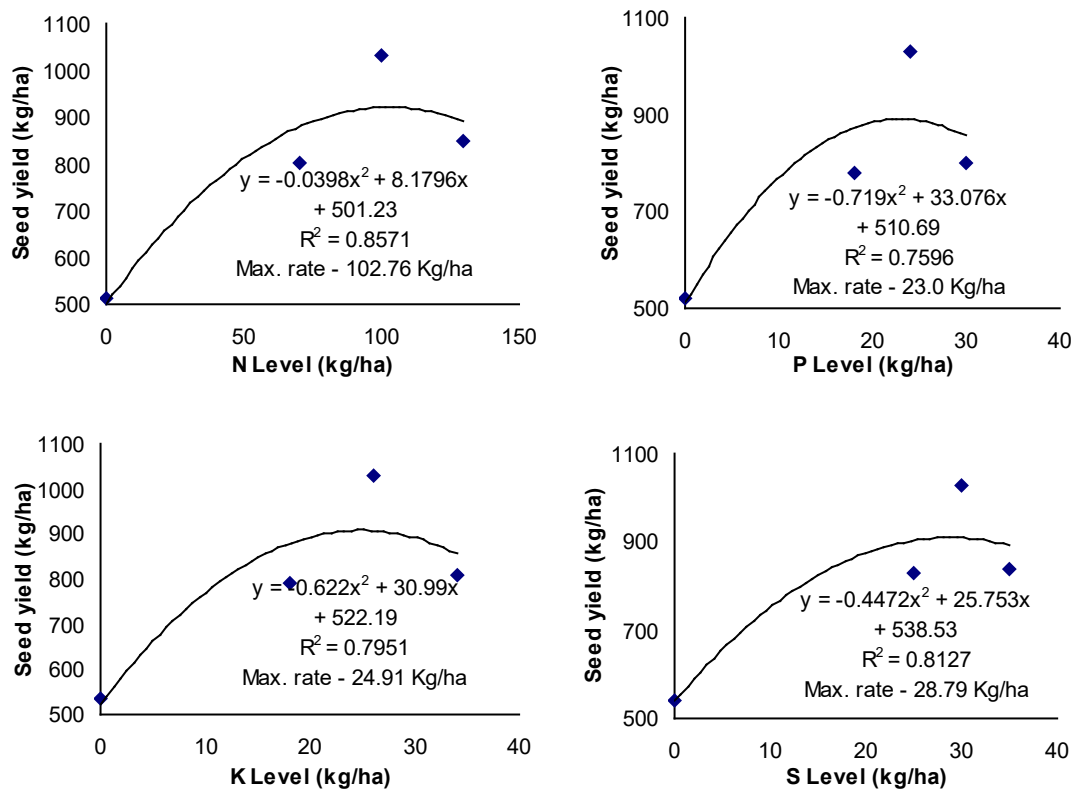 1100
1000
900
800
700
600
500
0
50
100
150
Seed yield (kg/ha)
N Level (kg/ha)
y = -0.0398x² + 8.1796x
+ 501.23
R² = 0.8571
Max. rate - 102.76 Kg/ha
1100
900
700
500
0
10
20
30
40
Seed yield (kg/ha)
P Level (kg/ha)
y = -0.719x² + 33.076x
+ 510.69
R² = 0.7596
Max. rate - 23.0 Kg/ha
1100
1000
900
800
700
600
500
0
10
20
30
40
Seed yield (kg/ha)
K Level (kg/ha)
y = -0.622x² + 30.99x
+ 522.19
R² = 0.7951
Max. rate - 24.91 Kg/ha
1100
900
700
500
0
10
20
30
40
Seed yield (kg/ha)
S Level (kg/ha)
y = -0.4472x² + 25.753x
+ 538.53
R² = 0.8127
Max. rate - 28.79 Kg/ha